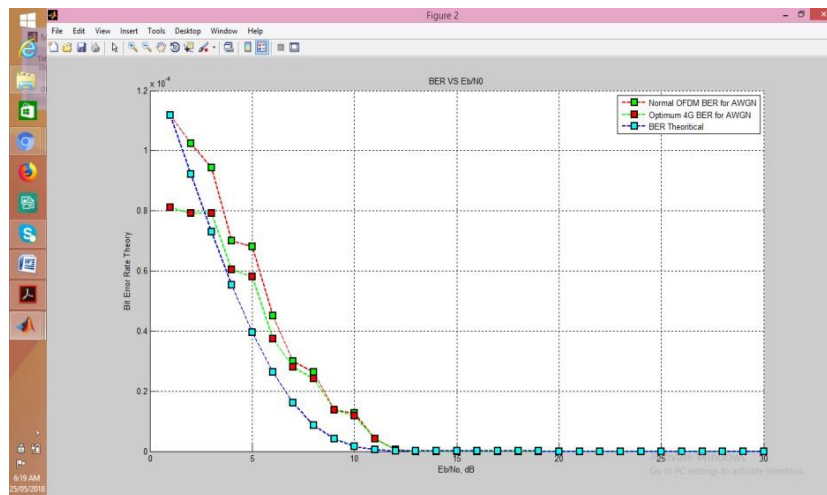 Figure 2
File Edit View Insert Tools Desktop Window Help
x 10⁻⁴
BER VS Eb/N0
Normal OFDM BER for AWGN
Optimum 4G BER for AWGN
BER Theoritical
Bit Error Rate Theory
1.2
1
0.8
0.6
0.4
0.2
0
0 5 10 15 20 25 30
Eb/No, dB
Activate Windows
Go to PC settings to activate Windows.
6:19 AM
25/05/2018